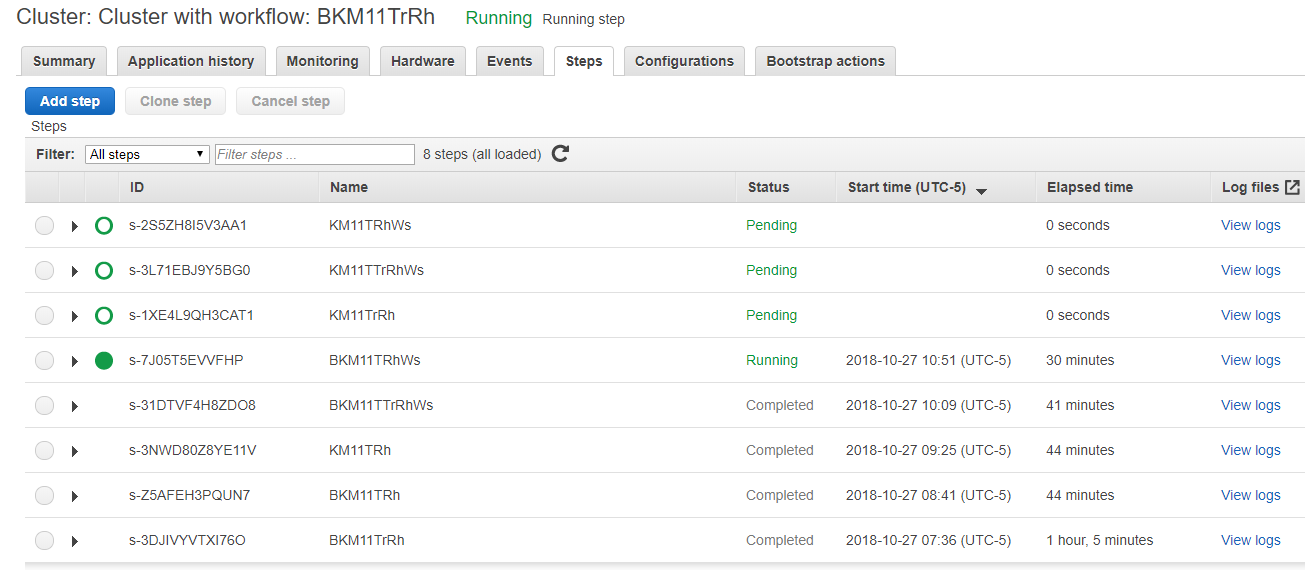 Cluster: Cluster with workflow: BKM11TrRh Running Running step
Summary Application history Monitoring Hardware Events Steps Configurations Bootstrap actions
Add step Clone step Cancel step
Steps
Filter: All steps Filter steps ... 8 steps (all loaded)
ID Name Status Start time (UTC-5) Elapsed time Log files
s-2S5ZH8I5V3AA1 KM11TRhWs Pending 0 seconds View logs
s-3L71EBJ9Y5BG0 KM11TTrRhWs Pending 0 seconds View logs
s-1XE4L9QH3CAT1 KM11TrRh Pending 0 seconds View logs
s-7J05T5EVVFHP BKM11TRhWs Running 2018-10-27 10:51 (UTC-5) 30 minutes View logs
s-31DTVF4H8ZDO8 BKM11TTrRhWs Completed 2018-10-27 10:09 (UTC-5) 41 minutes View logs
s-3NWD80Z8YE11V KM11TRh Completed 2018-10-27 09:25 (UTC-5) 44 minutes View logs
s-Z5AFEH3PQUN7 BKM11TRh Completed 2018-10-27 08:41 (UTC-5) 44 minutes View logs
s-3DJIVYVTXI76O BKM11TrRh Completed 2018-10-27 07:36 (UTC-5) 1 hour, 5 minutes View logs